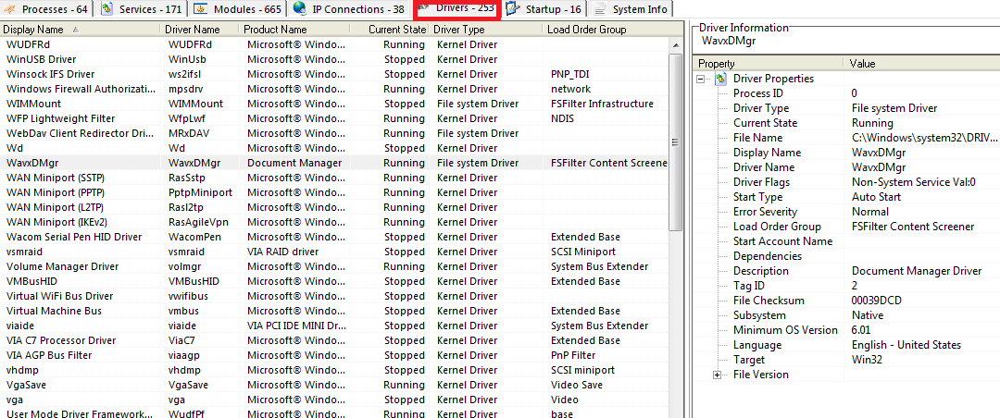 Processes - 64 Services - 171 Modules - 665 IP Connections - 38 Drivers - 253 Startup - 16 System Info
Display Name Driver Name Product Name Current State Driver Type Load Order Group
WUDFRd WUDFRd Microsoft® Windo... Running Kernel Driver
WinUSB Driver WinUsb Microsoft® Windo... Stopped Kernel Driver
Winsock IFS Driver ws2ifsl Microsoft® Windo... Running Kernel Driver PNP_TDI
Windows Firewall Authorizati... mpsdrv Microsoft® Windo... Running Kernel Driver network
WIMMount WIMMount Microsoft® Windo... Stopped File system Driver FSFilter Infrastructure
WFP Lightweight Filter WfpLwf Microsoft® Windo... Running Kernel Driver NDIS
WebDav Client Redirector Dri... MRxDAV Microsoft® Windo... Running File system Driver
Wd Wd Microsoft® Windo... Stopped Kernel Driver
WavxDMgr WavxDMgr Document Manager Running File system Driver FSFilter Content Screene
WAN Miniport (SSTP) RasSstp Microsoft® Windo... Running Kernel Driver
WAN Miniport (PPTP) PptpMiniport Microsoft® Windo... Running Kernel Driver
WAN Miniport (L2TP) Rasl2tp Microsoft® Windo... Running Kernel Driver
WAN Miniport (IKEv2) RasAgileVpn Microsoft® Windo... Running Kernel Driver
Wacom Serial Pen HID Driver WacomPen Microsoft® Windo... Stopped Kernel Driver Extended Base
vsmraid vsmraid VIA RAID driver Stopped Kernel Driver SCSI Miniport
Volume Manager Driver volmgr Microsoft® Windo... Running Kernel Driver System Bus Extender
VMBusHID VMBusHID Microsoft® Windo... Stopped Kernel Driver Extended Base
Virtual WiFi Bus Driver vwifibus Microsoft® Windo... Stopped Kernel Driver
Virtual Machine Bus vmbus Microsoft® Windo... Stopped Kernel Driver Extended Base
viaide viaide VIA PCI IDE MINI Dr... Stopped Kernel Driver System Bus Extender
VIA C7 Processor Driver ViaC7 Microsoft® Windo... Stopped Kernel Driver Extended Base
VIA AGP Bus Filter viaagp Microsoft® Windo... Stopped Kernel Driver PnP Filter
vhdmp vhdmp Microsoft® Windo... Stopped Kernel Driver SCSI miniport
VgaSave VgaSave Microsoft® Windo... Running Kernel Driver Video Save
vga vga Microsoft® Windo... Stopped Kernel Driver Video
User Mode Driver Framework... WudfPf Microsoft® Windo... Running Kernel Driver base
Driver Information
WavxDMgr
Property Value
Driver Properties
Process ID 0
Driver Type File system Driver
Current State Running
File Name C:\Windows\system32\DRIV...
Display Name WavxDMgr
Driver Name WavxDMgr
Driver Flags Non-System Service Val:0
Start Type Auto Start
Error Severity Normal
Load Order Group FSFilter Content Screener
Start Account Name
Dependencies
Description Document Manager Driver
Tag ID 2
File Checksum 00039DCD
Subsystem Native
Minimum OS Version 6.01
Language English - United States
Target Win32
File Version